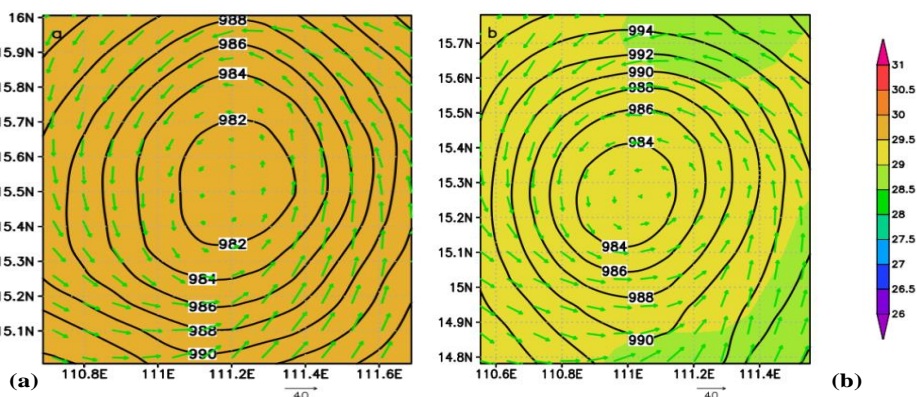 a
16N
15.9N
15.8N
15.7N
15.6N
15.5N
15.4N
15.3N
15.2N
15.1N
988
986
984
982
982
984
986
988
990
110.8E 111E 111.2E 111.4E 111.6E
40
(a)
b
15.7N
15.6N
15.5N
15.4N
15.3N
15.2N
15.1N
15N
14.9N
14.8N
994
992
990
988
986
984
984
986
988
990
110.6E 110.8E 111E 111.2E 111.4E
40
(b)
31
30.5
30
29.5
29
28.5
28
27.5
27
26.5
26